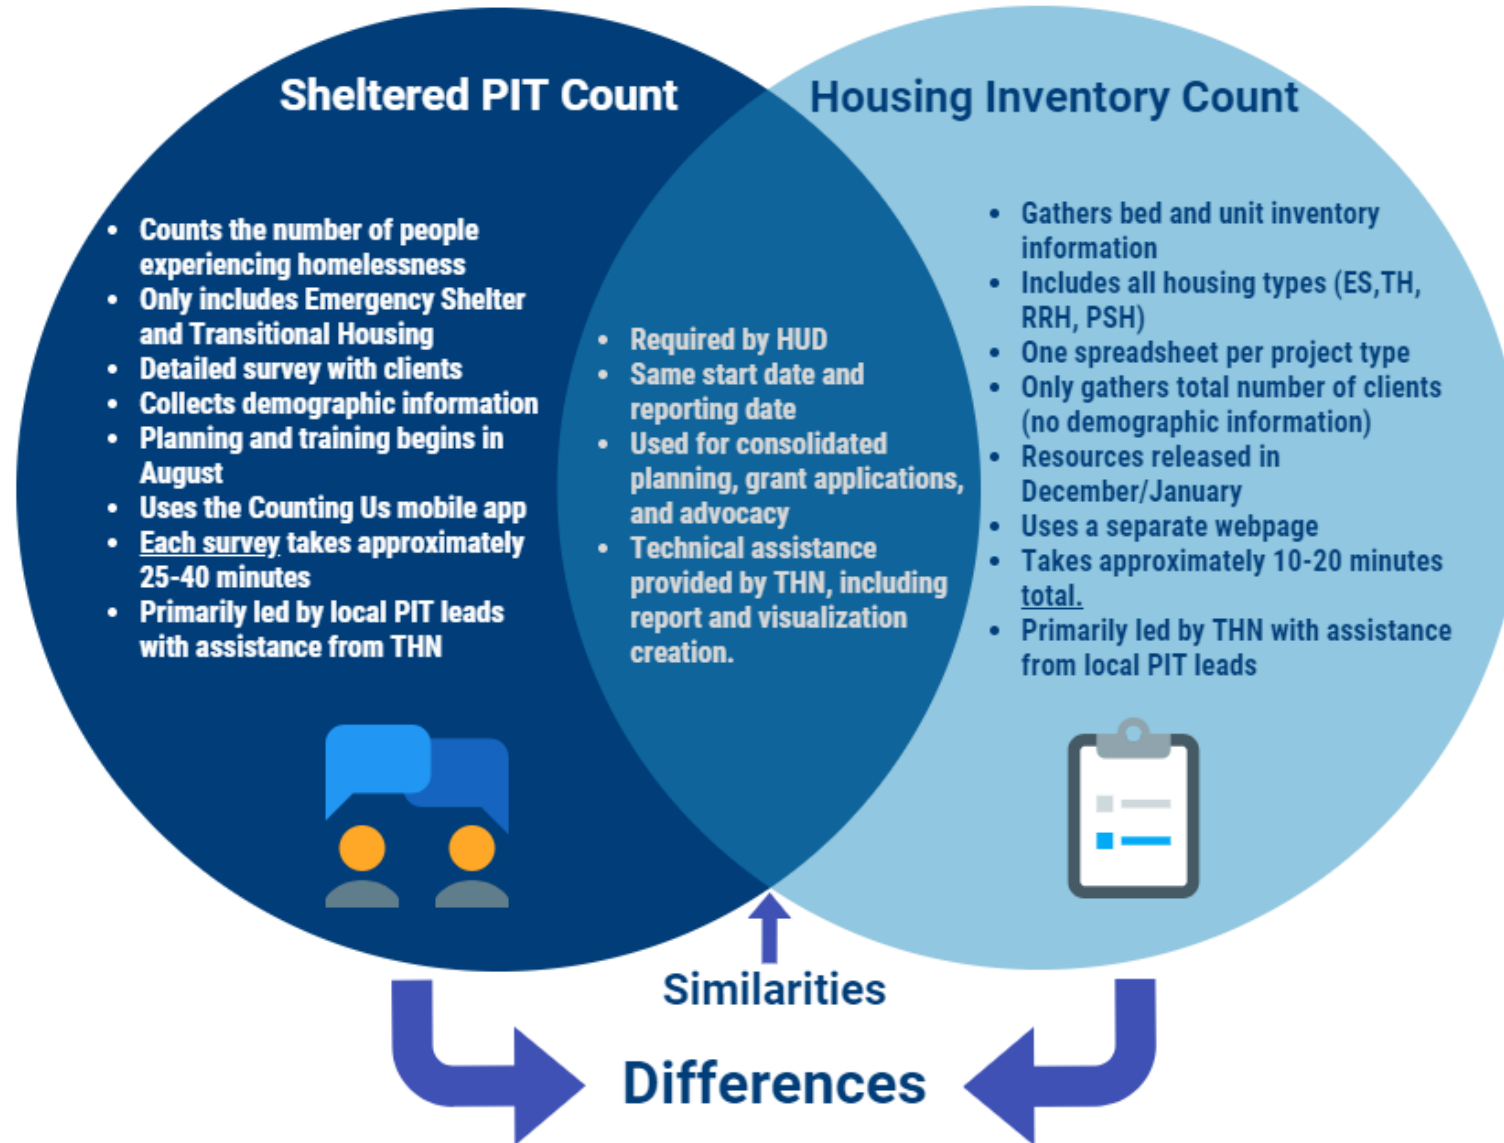 Sheltered PIT Count
• Counts the number of people
experiencing homelessness
• Only includes Emergency Shelter
and Transitional Housing
• Detailed survey with clients
• Collects demographic information
• Planning and training begins in
August
• Uses the Counting Us mobile app
• Each survey takes approximately
25-40 minutes
• Primarily led by local PIT leads
with assistance from THN
• Required by HUD
• Same start date and
reporting date
• Used for consolidated
planning, grant applications,
and advocacy
• Technical assistance
provided by THN, including
report and visualization
creation.
Housing Inventory Count
• Gathers bed and unit inventory
information
• Includes all housing types (ES,TH,
RRH, PSH)
• One spreadsheet per project type
• Only gathers total number of clients
(no demographic information)
• Resources released in
December/January
• Uses a separate webpage
• Takes approximately 10-20 minutes
total.
• Primarily led by THN with assistance
from local PIT leads
Similarities
Differences